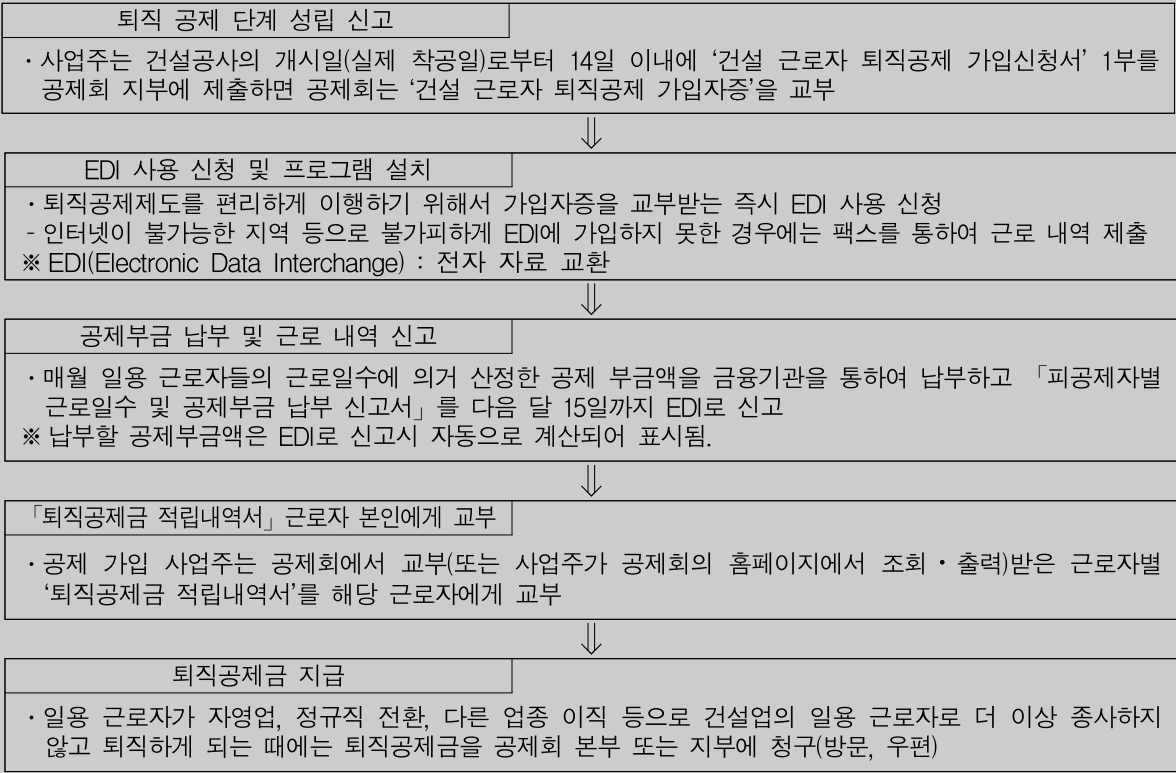 퇴직 공제 단계 성립 신고
· 사업주는 건설공사의 개시일(실제 착공일)로부터 14일 이내에 ‘건설 근로자 퇴직공제 가입신청서’ 1부를
공제회 지부에 제출하면 공제회는 ‘건설 근로자 퇴직공제 가입자증’을 교부
⇓
EDI 사용 신청 및 프로그램 설치
· 퇴직공제제도를 편리하게 이행하기 위해서 가입자증을 교부받는 즉시 EDI 사용 신청
- 인터넷이 불가능한 지역 등으로 불가피하게 EDI에 가입하지 못한 경우에는 팩스를 통하여 근로 내역 제출
※ EDI(Electronic Data Interchange) : 전자 자료 교환
⇓
공제부금 납부 및 근로 내역 신고
· 매월 일용 근로자들의 근로일수에 의거 산정한 공제 부금액을 금융기관을 통하여 납부하고 「피공제자별
근로일수 및 공제부금 납부 신고서」를 다음 달 15일까지 EDI로 신고
※ 납부할 공제부금액은 EDI로 신고시 자동으로 계산되어 표시됨.
⇓
「퇴직공제금 적립내역서」 근로자 본인에게 교부
· 공제 가입 사업주는 공제회에서 교부(또는 사업주가 공제회의 홈페이지에서 조회 · 출력)받은 근로자별
‘퇴직공제금 적립내역서’를 해당 근로자에게 교부
⇓
퇴직공제금 지급
· 일용 근로자가 자영업, 정규직 전환, 다른 업종 이직 등으로 건설업의 일용 근로자로 더 이상 종사하지
않고 퇴직하게 되는 때에는 퇴직공제금을 공제회 본부 또는 지부에 청구(방문, 우편)